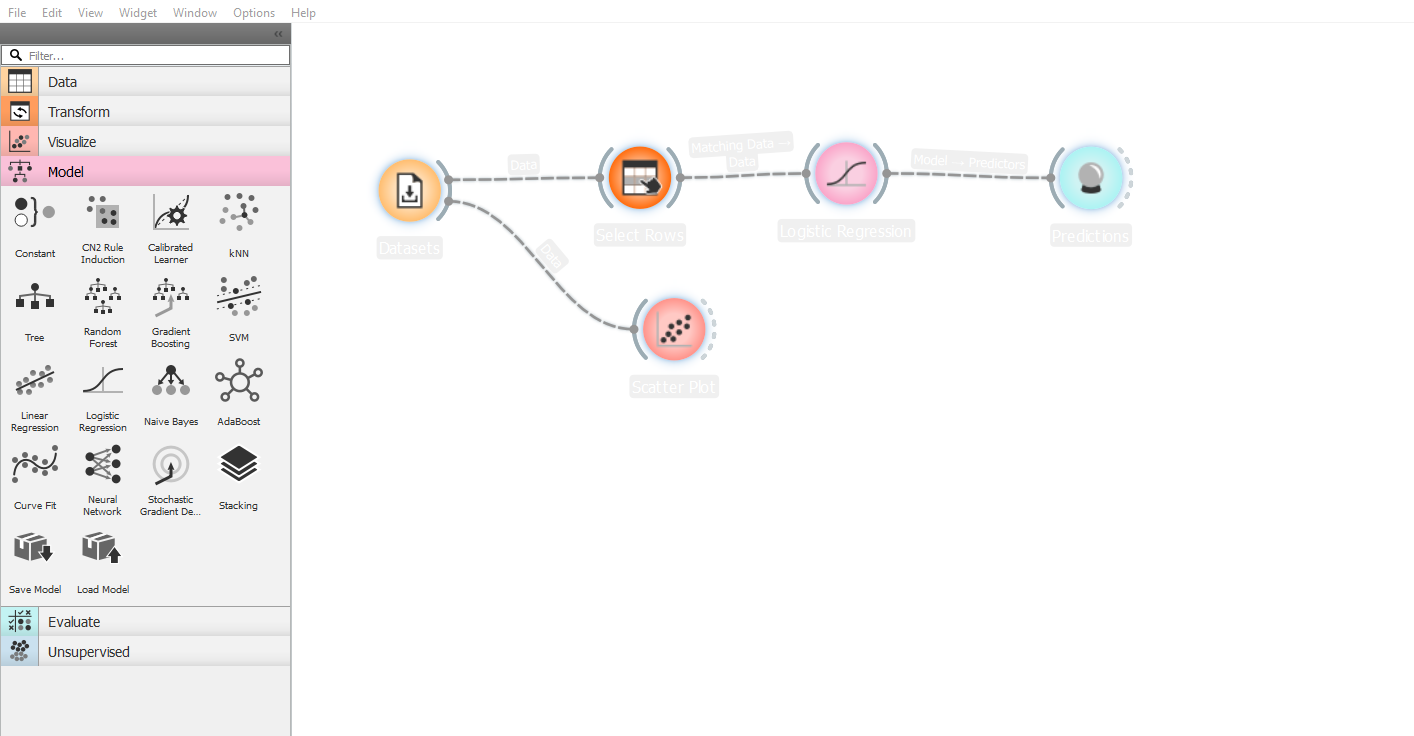 File Edit View Widget Window Options Help
Filter...
Data
Transform
Visualize
Model
Constant
CN2 Rule
Induction
Calibrated
Learner
kNN
Tree
Random
Forest
Gradient
Boosting
SVM
Linear
Regression
Logistic
Regression
Naive Bayes
AdaBoost
Curve Fit
Neural
Network
Stochastic
Gradient De...
Stacking
Save Model
Load Model
Evaluate
Unsupervised
Datasets
Data
Select Rows
Matching Data →
Data
Logistic Regression
Model → Predictors
Predictions
Data
Scatter Plot